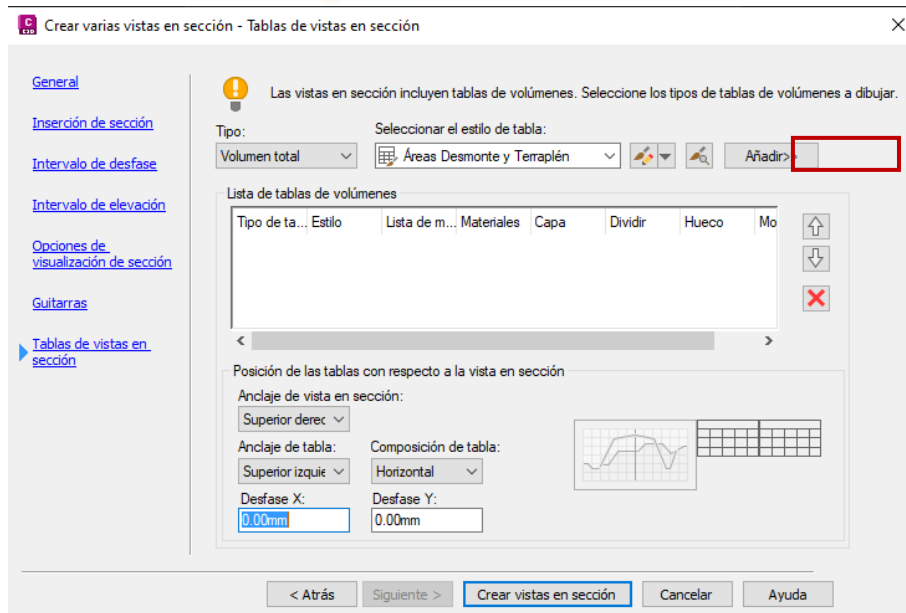 Crear varias vistas en sección - Tablas de vistas en sección
General
Inserción de sección
Intervalo de desfase
Intervalo de elevación
Opciones de
visualización de sección
Guitarras
Tablas de vistas en
sección
Las vistas en sección incluyen tablas de volúmenes. Seleccione los tipos de tablas de volúmenes a dibujar.
Tipo:
Seleccionar el estilo de tabla:
Volumen total
Áreas Desmonte y Terraplén
Añadir>>
Lista de tablas de volúmenes
Tipo de ta... Estilo Lista de m... Materiales Capa Dividir Hueco Mo
Posición de las tablas con respecto a la vista en sección
Anclaje de vista en sección:
Superior derec
Anclaje de tabla: Composición de tabla:
Superior izquie Horizontal
Desfase X: Desfase Y:
0.00mm 0.00mm
< Atrás Siguiente > Crear vistas en sección Cancelar Ayuda